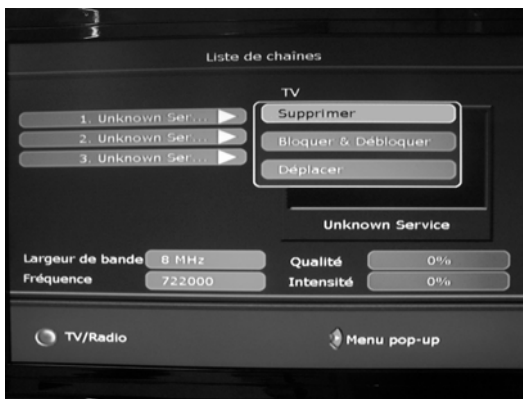 Liste de chaînes
TV
1. Unknown Ser...
2. Unknown Ser...
3. Unknown Ser...
Supprimer
Bloquer & Débloquer
Déplacer
Unknown Service
Largeur de bande 8 MHz
Fréquence 722000
Qualité 0%
Intensité 0%
TV/Radio
Menu pop-up